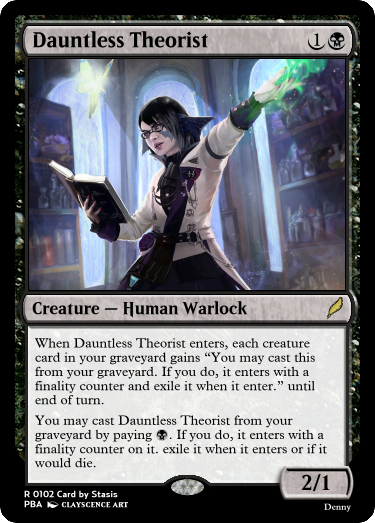 Dauntless Theorist 1
Creature — Human Warlock
When Dauntless Theorist enters, each creature
card in your graveyard gains “You may cast this
from your graveyard. If you do, it enters with a
finality counter and exile it when it enter.” until
end of turn.
You may cast Dauntless Theorist from your
graveyard by paying . If you do, it enters with a
finality counter on it. exile it when it enters or if it
would die.
2/1
R 0102 Card by Stasis
PBA CLAYSCENCE ART
Denny